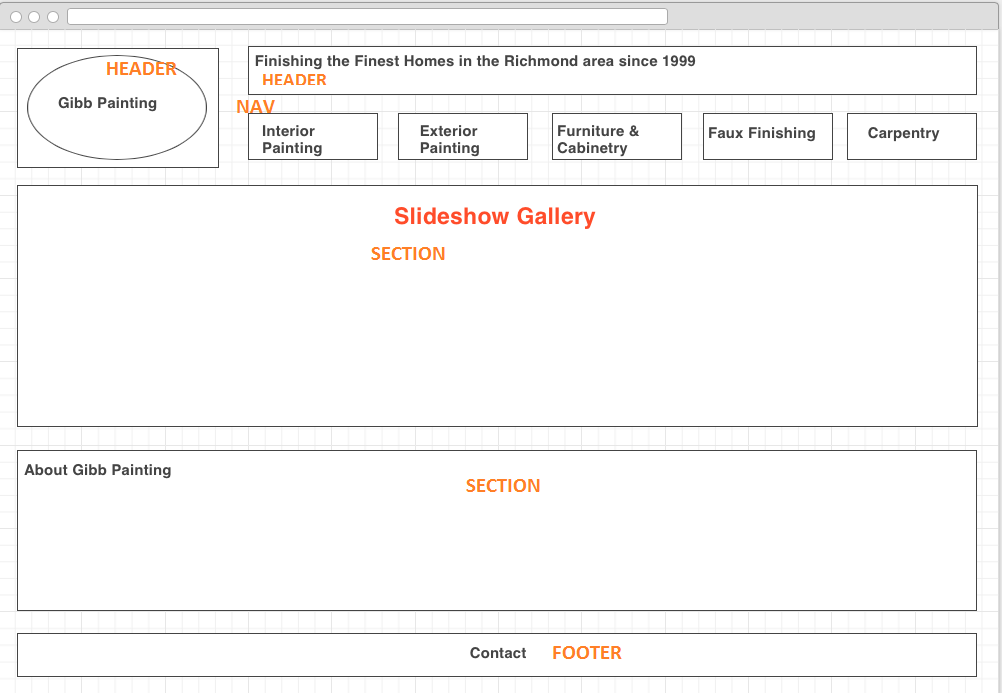 HEADER
Gibb Painting
Finishing the Finest Homes in the Richmond area since 1999
HEADER
NAV
Interior
Painting
Exterior
Painting
Furniture &
Cabinetry
Faux Finishing
Carpentry
Slideshow Gallery
SECTION
About Gibb Painting
SECTION
Contact FOOTER